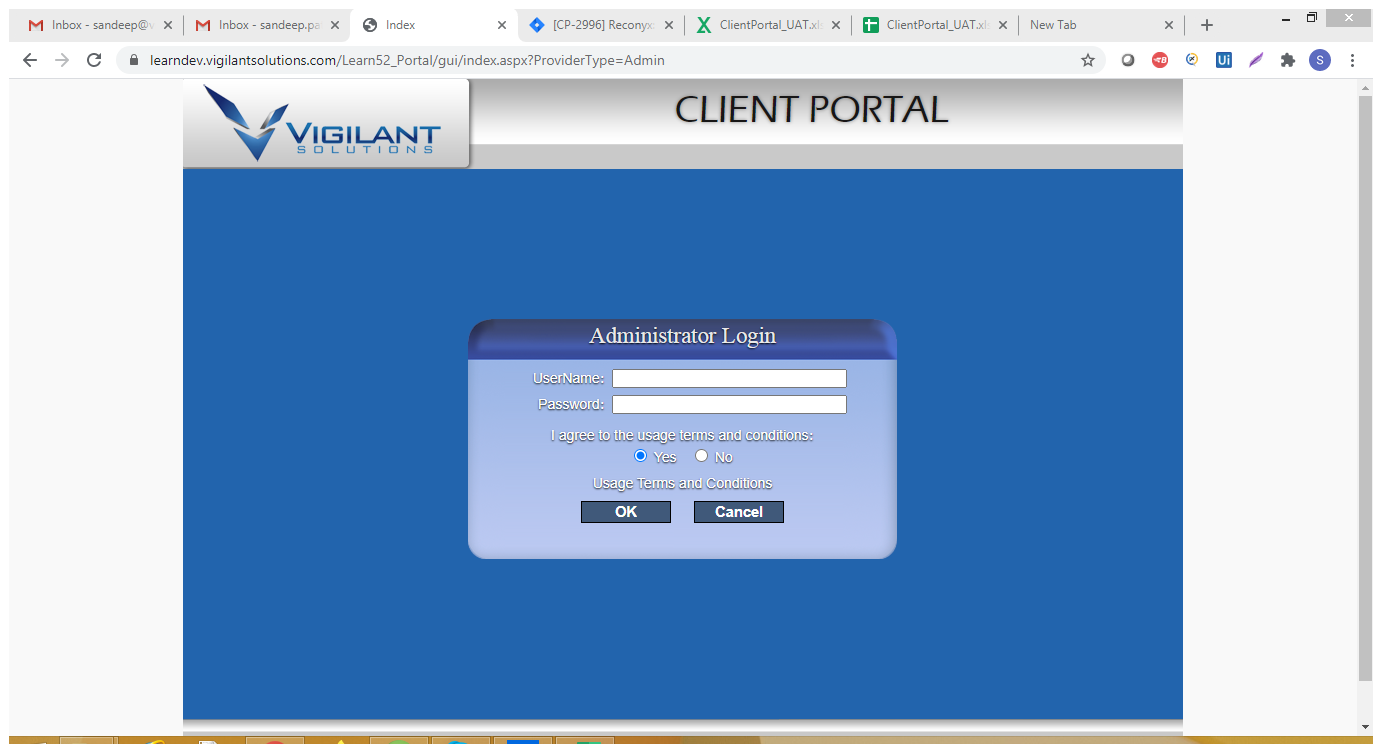 Inbox - sandeep@ Inbox - sandeep.pa Index [CP-2996] Reconyx ClientPortal_UAT.xl ClientPortal_UAT.xl New Tab
learndev.vigilantsolutions.com/Learn52_Portal/gui/index.aspx?ProviderType=Admin Ui S
VIGILANT
SOLUTIONS
CLIENT PORTAL
Administrator Login
UserName:
Password:
I agree to the usage terms and conditions:
Yes No
Usage Terms and Conditions
OK Cancel